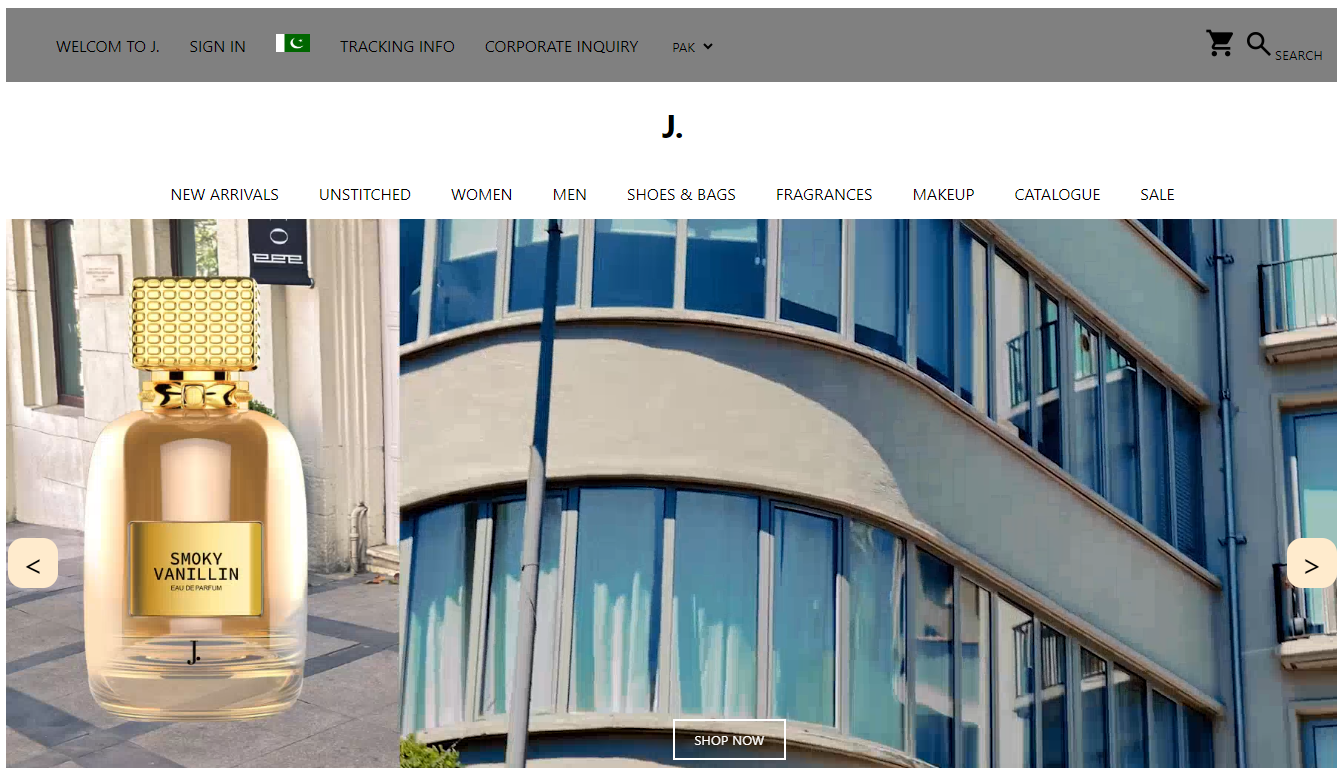 WELCOM TO J. SIGN IN TRACKING INFO CORPORATE INQUIRY PAK SEARCH
J.
NEW ARRIVALS UNSTITCHED WOMEN MEN SHOES & BAGS FRAGRANCES MAKEUP CATALOGUE SALE
< >
SMOKY
VANILLIN
EAU DE PARFUM
J.
SHOP NOW